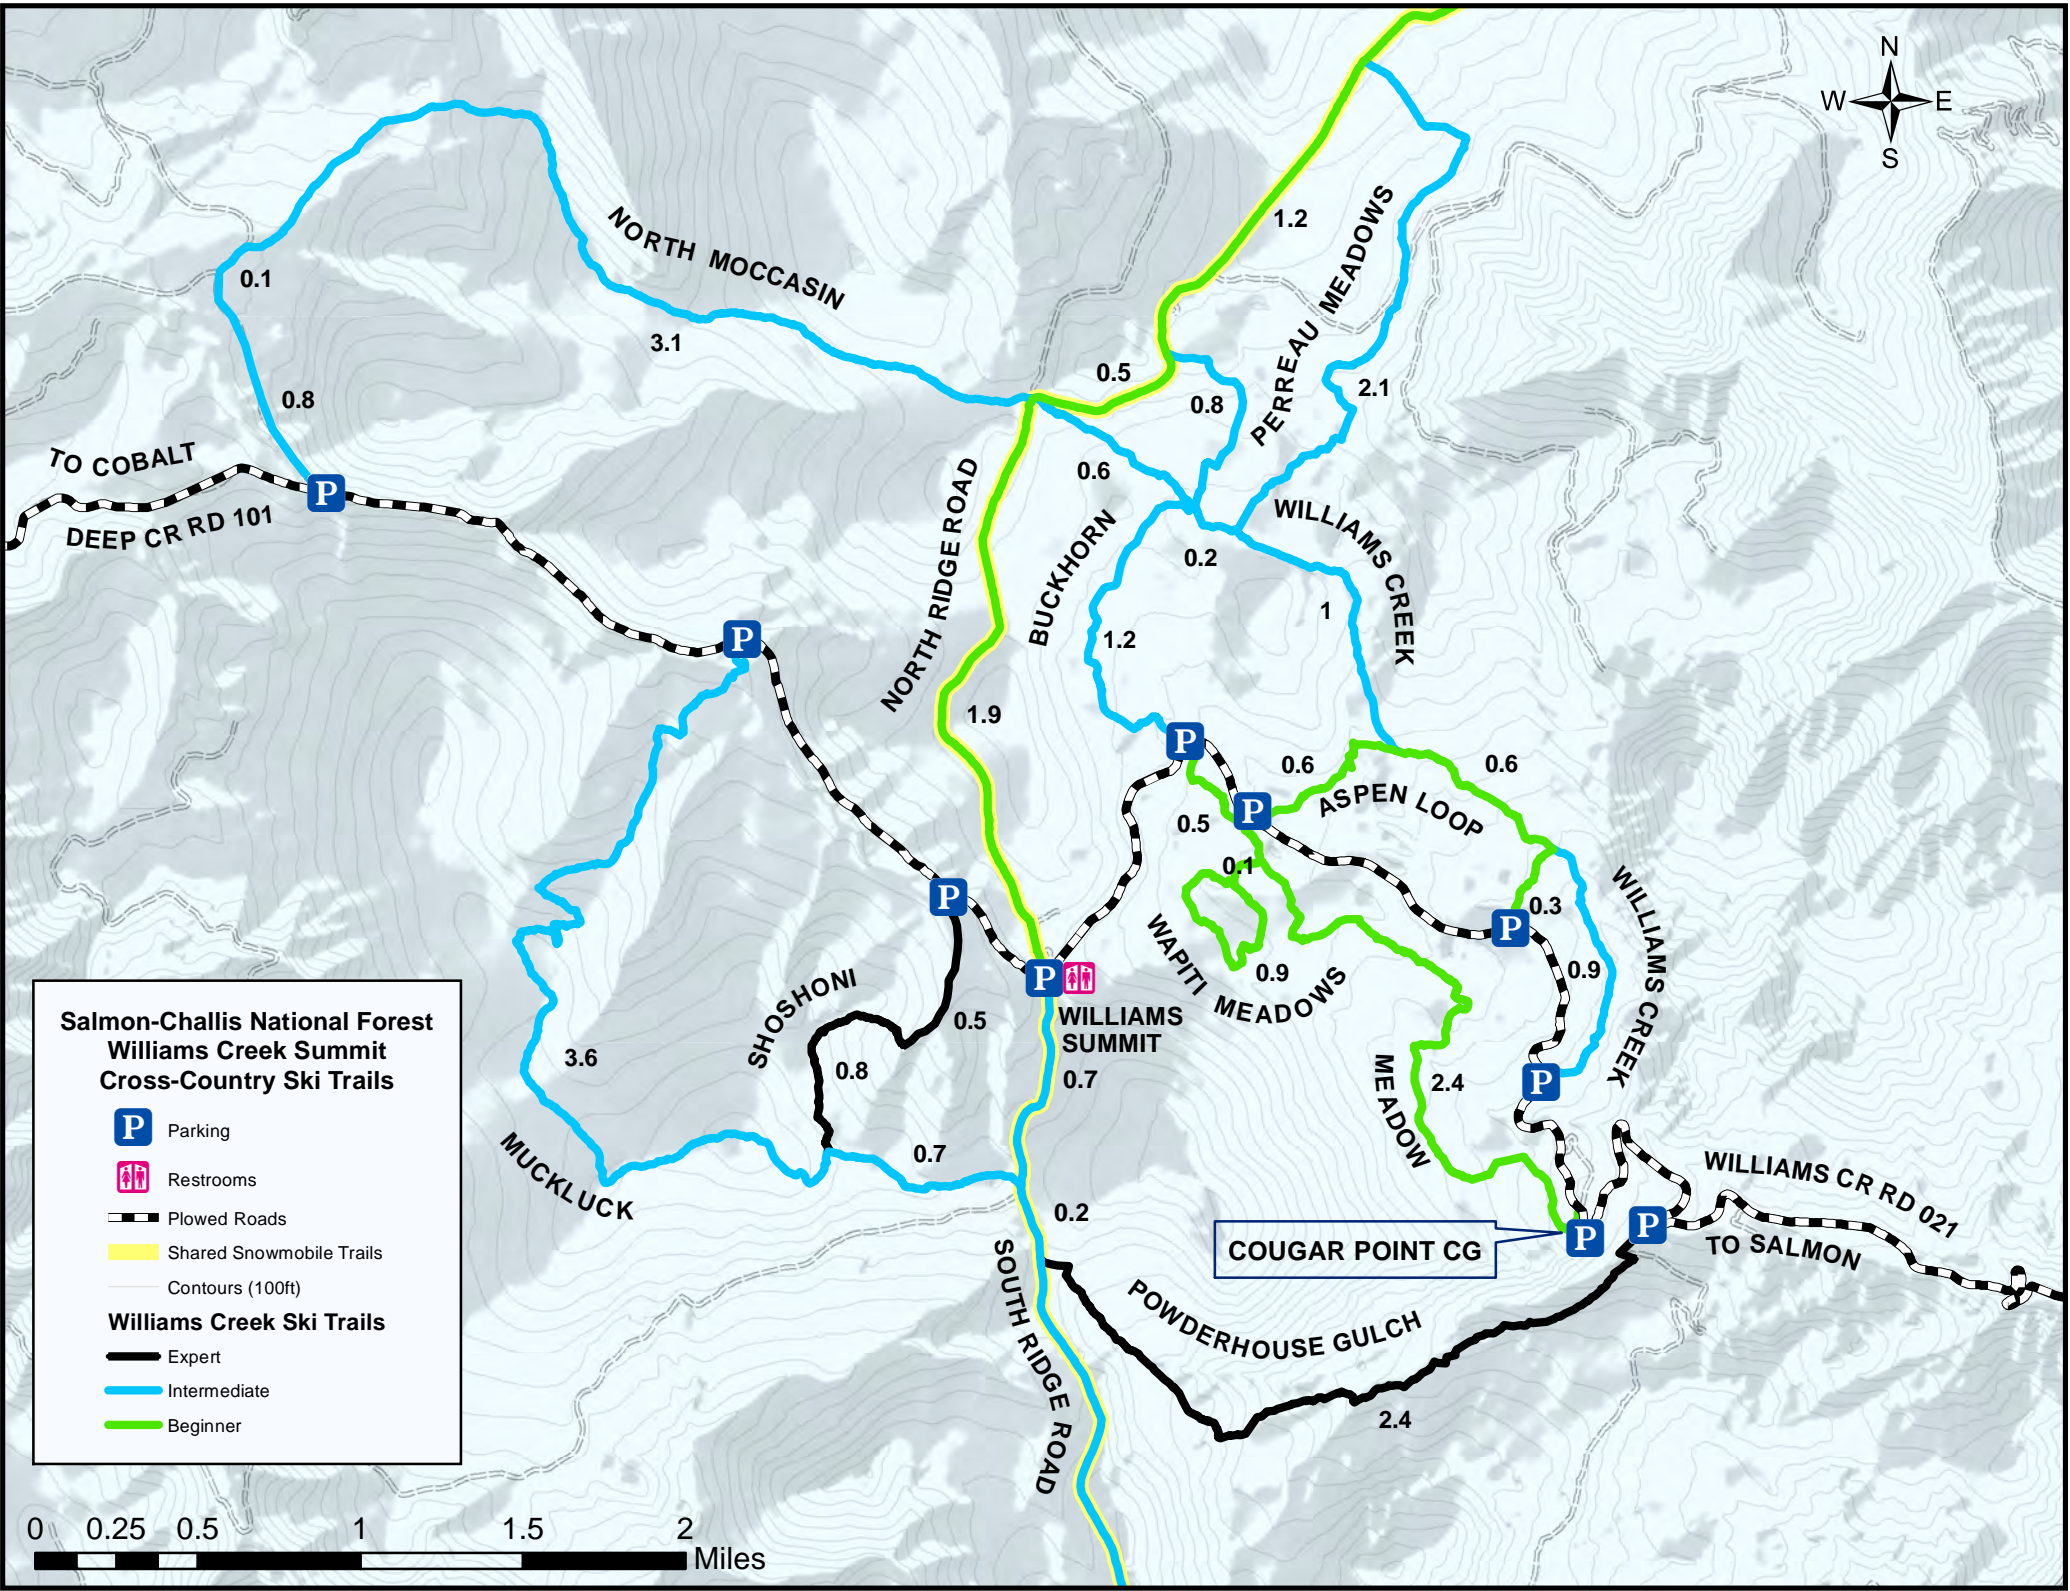 N
W E
S
1.2
PERREAU MEADOWS
NORTH MOCCASIN
0.1
3.1
0.5
2.1
0.8
0.8
TO COBALT
DEEP CR RD 101
0.6
NORTH RIDGE ROAD
BUCKHORN
WILLIAMS CREEK
0.2
1
1.2
1.9
P
P
P
P
P
P
P
P
P
P
0.6
0.6
ASPEN LOOP
0.5
0.1
0.3
WILLIAMS CREEK
0.9
0.9
WAPITI MEADOWS
WILLIAMS
SUMMIT
SHOSHONI
0.5
0.8
3.6
0.7
MEADOW
2.4
MUCKLUCK
0.7
0.2
WILLIAMS CR RD 021
TO SALMON
COUGAR POINT CG
SOUTH RIDGE ROAD
POWDERHOUSE GULCH
2.4
Salmon-Challis National Forest
Williams Creek Summit
Cross-Country Ski Trails
P Parking
Restrooms
Plowed Roads
Shared Snowmobile Trails
Contours (100ft)
Williams Creek Ski Trails
Expert
Intermediate
Beginner
0 0.25 0.5 1 1.5 2
Miles